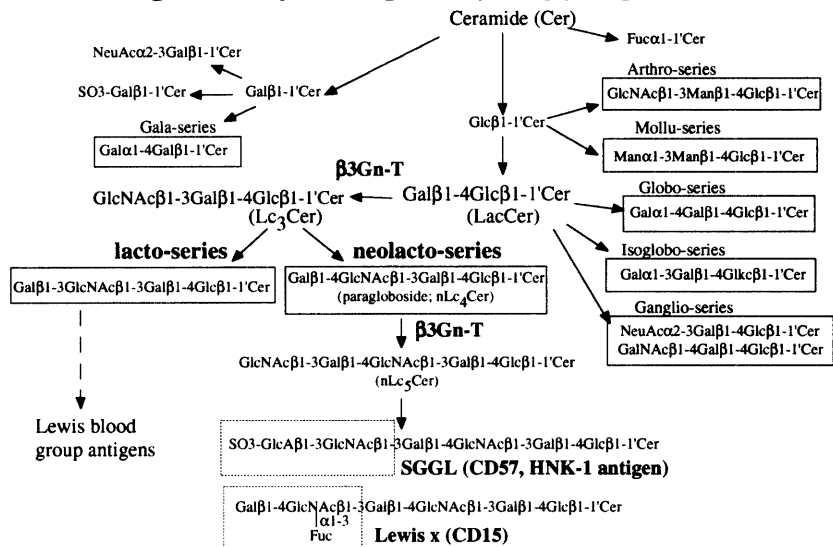 Ceramide (Cer)
NeuAcα2-3Galβ1-1'Cer
Fucα1-1'Cer
SO3-Galβ1-1'Cer
Galβ1-1'Cer
Arthro-series
GlcNAcβ1-3Manβ1-4Glcβ1-1'Cer
Gala-series
Galα1-4Galβ1-1'Cer
Glcβ1-1'Cer
Mollu-series
Manα1-3Manβ1-4Glcβ1-1'Cer
β3Gn-T
GlcNAcβ1-3Galβ1-4Glcβ1-1'Cer
(Lc3Cer)
Galβ1-4Glcβ1-1'Cer
(LacCer)
Globo-series
Galα1-4Galβ1-4Glcβ1-1'Cer
lacto-series
neolacto-series
Isoglobo-series
Galα1-3Galβ1-4Glkcβ1-1'Cer
Galβ1-3GlcNAcβ1-3Galβ1-4Glcβ1-1'Cer
Galβ1-4GlcNAcβ1-3Galβ1-4Glcβ1-1'Cer
(paragloboside; nLc4Cer)
Ganglio-series
NeuAcα2-3Galβ1-4Glcβ1-1'Cer
GalNAcβ1-4Galβ1-4Glcβ1-1'Cer
β3Gn-T
GlcNAcβ1-3Galβ1-4GlcNAcβ1-3Galβ1-4Glcβ1-1'Cer
(nLc5Cer)
Lewis blood
group antigens
SO3-GlcAβ1-3GlcNAcβ1-3Galβ1-4GlcNAcβ1-3Galβ1-4Glcβ1-1'Cer
SGGL (CD57, HNK-1 antigen)
Galβ1-4GlcNAcβ1-3Galβ1-4GlcNAcβ1-3Galβ1-4Glcβ1-1'Cer
α1-3
Fuc
Lewis x (CD15)